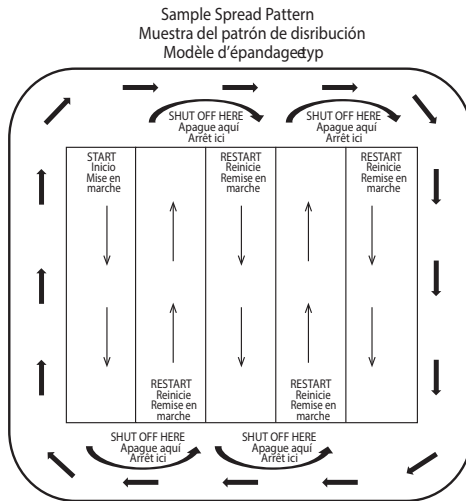 Sample Spread Pattern
Muestra del patrón de disribución
Modèle d'épandagetetyp
SHUT OFF HERE
Apague aquí
Arrêt ici
SHUT OFF HERE
Apague aquí
Arrêt ici
START
Inicio
Mise en
marche
RESTART
Reinicie
Remise en
marche
RESTART
Reinicie
Remise en
marche
RESTART
Reinicie
Remise en
marche
RESTART
Reinicie
Remise en
marche
SHUT OFF HERE
Apague aquí
Arrêt ici
SHUT OFF HERE
Apague aquí
Arrêt ici